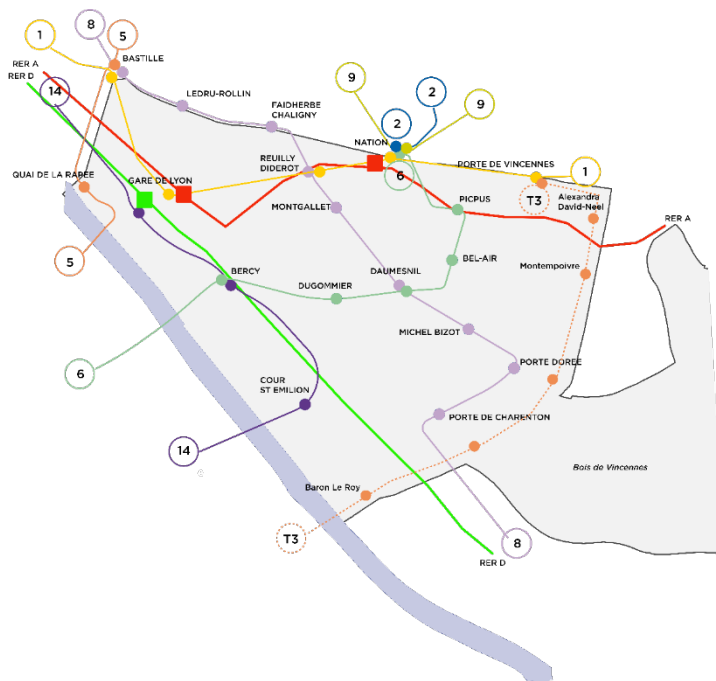 8
5
1
BASTILLE
RER A
RER D
14
LEDRU-ROLLIN
FAIDHERBE
CHALIGNY
9
2
2
9
NATION
6
REUILLY
DIDEROT
PORTE DE VINCENNES
1
T3
Alexandra
David-Neel
QUAI DE LA RAPÉE
GARE DE LYON
MONTGALLET
PICPUS
RER A
5
BERCY
DUGOMMIER
DAUMESNIL
BEL-AIR
Montempoivre
MICHEL BIZOT
6
COUR
ST EMILION
PORTE DORÉE
PORTE DE CHARENTON
14
Bois de Vincennes
Baron Le Roy
T3
8
RER D